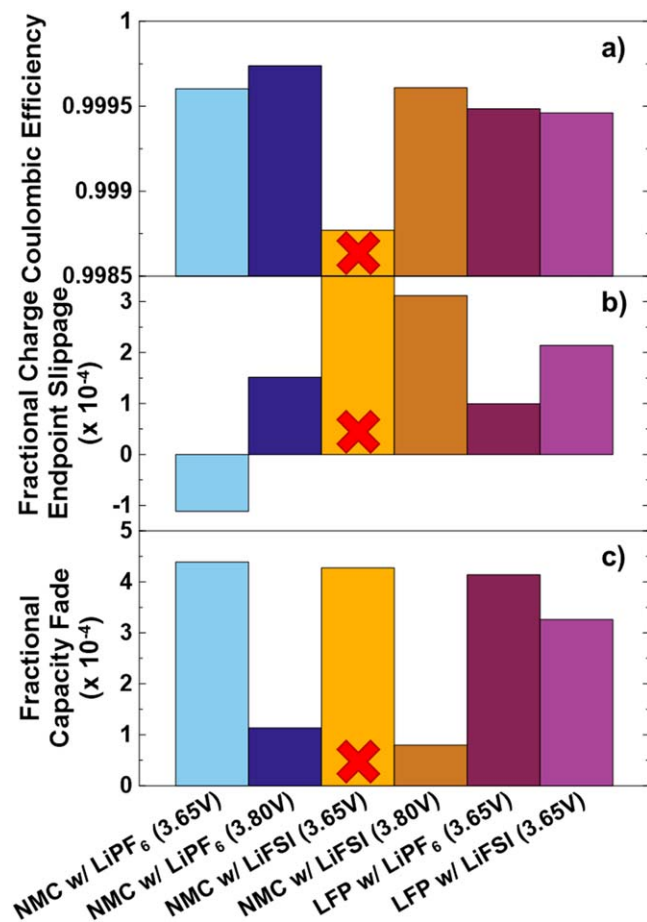 1
a)
0.9995
0.999
0.9985
Coulombic Efficiency
b)
3
2
1
0
-1
Fractional Charge
Endpoint Slippage
(x 10⁻⁴)
5
c)
4
3
2
1
0
Fractional
Capacity Fade
(x 10⁻⁴)
NMC w/ LiPF₆ (3.65V)
NMC w/ LiPF₆ (3.80V)
NMC w/ LiFSI (3.65V)
NMC w/ LiFSI (3.80V)
LFP w/ LiPF₆ (3.65V)
LFP w/ LiFSI (3.65V)